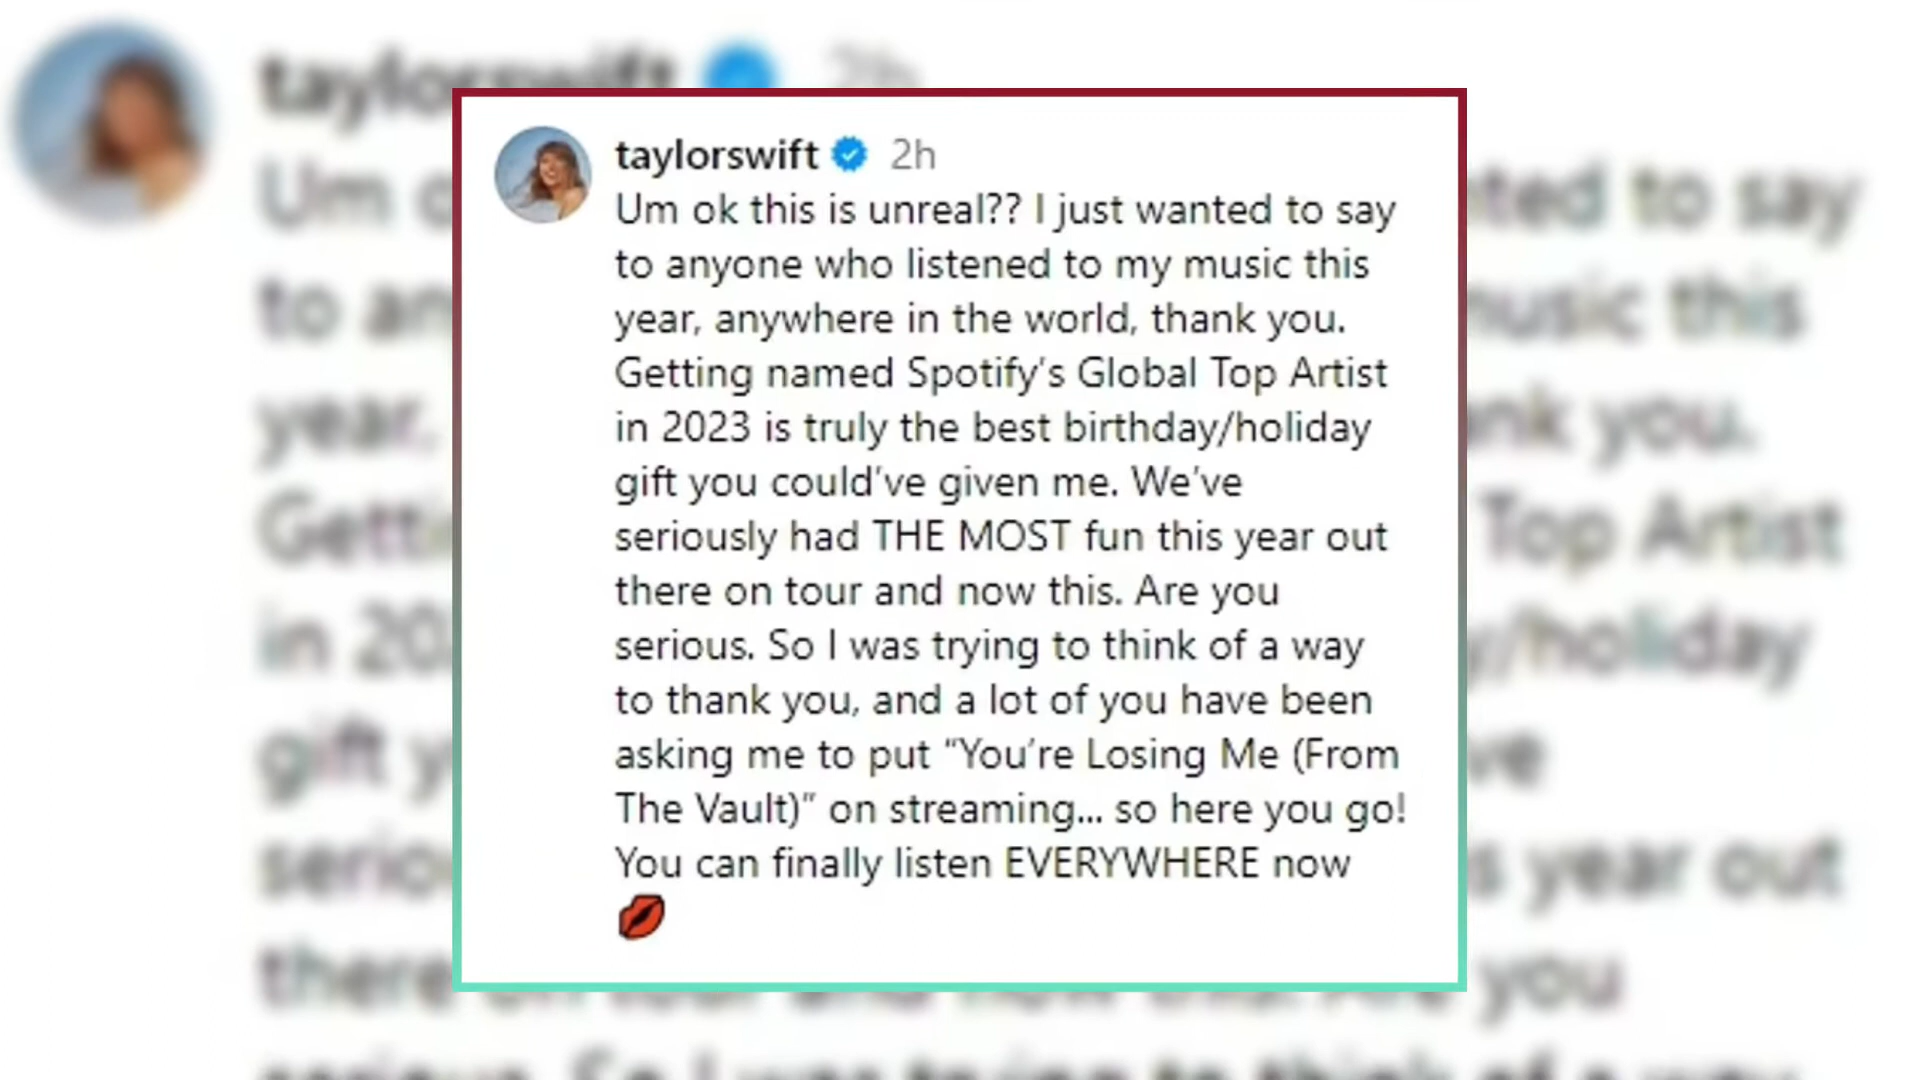 taylorswift 2h
Um ok this is unreal?? I just wanted to say
to anyone who listened to my music this
year, anywhere in the world, thank you.
Getting named Spotify's Global Top Artist
in 2023 is truly the best birthday/holiday
gift you could've given me. We've
seriously had THE MOST fun this year out
there on tour and now this. Are you
serious. So I was trying to think of a way
to thank you, and a lot of you have been
asking me to put “You're Losing Me (From
The Vault)” on streaming... so here you go!
You can finally listen EVERYWHERE now
💋